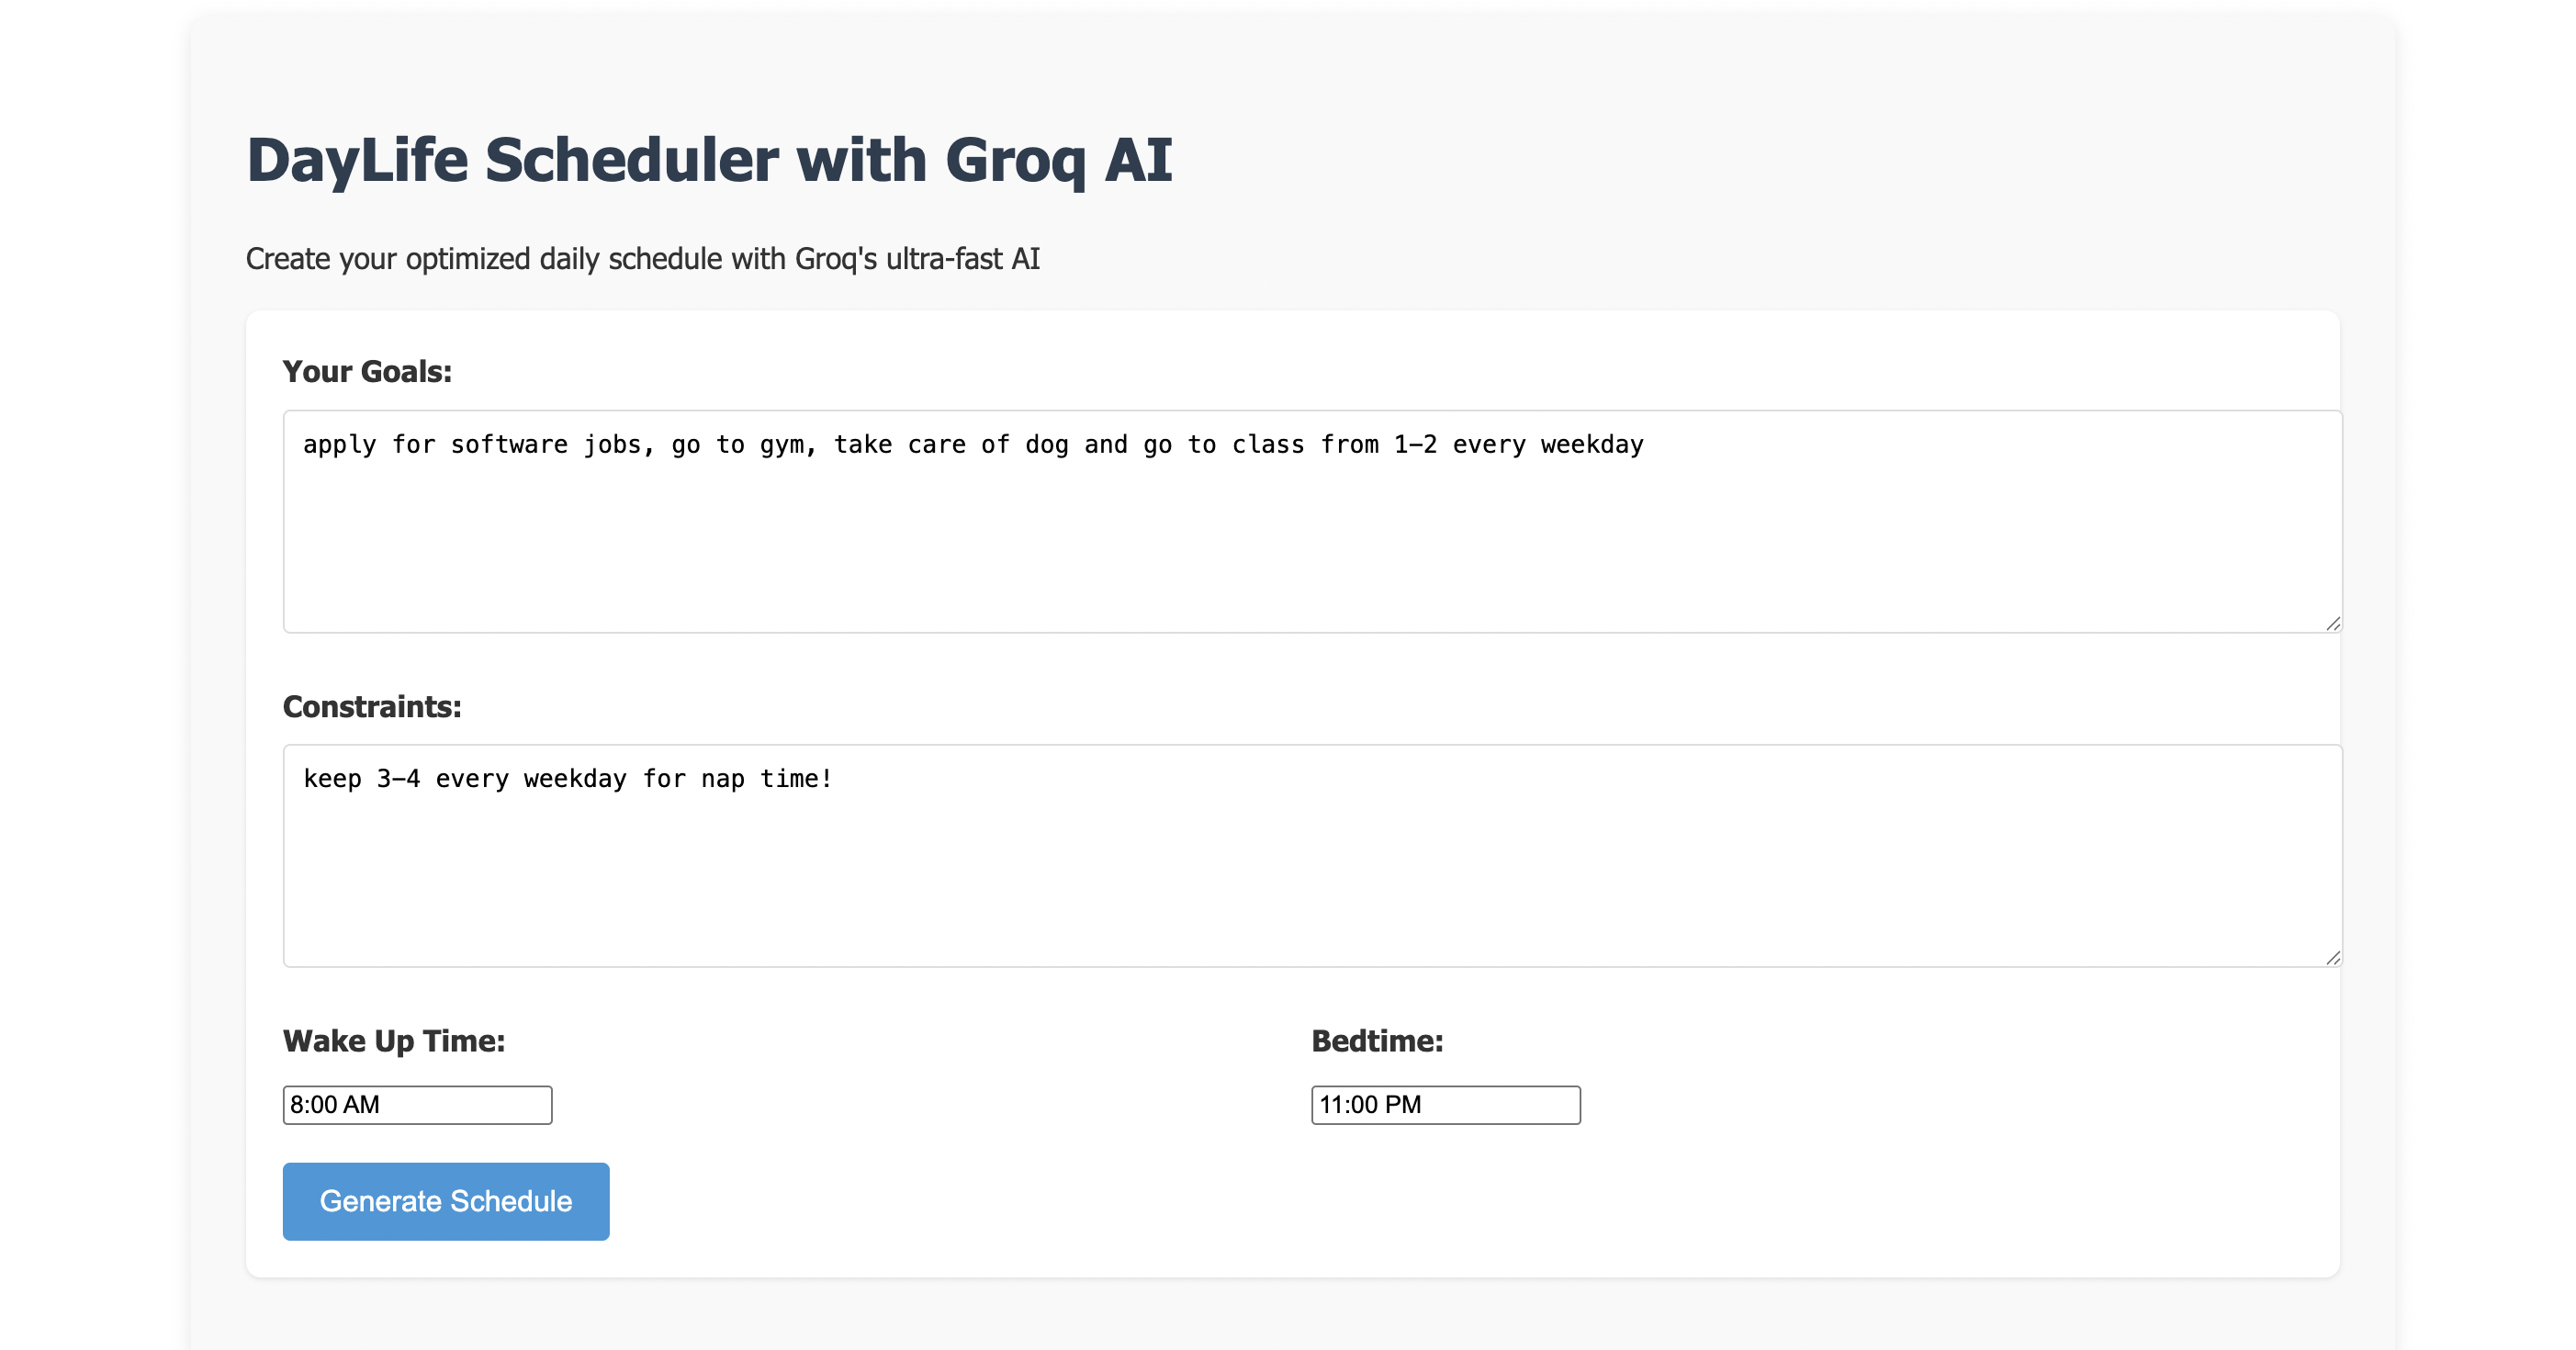 DayLife Scheduler with Groq AI
Create your optimized daily schedule with Groq's ultra-fast AI
Your Goals:
apply for software jobs, go to gym, take care of dog and go to class from 1-2 every weekday
Constraints:
keep 3-4 every weekday for nap time!
Wake Up Time:
Bedtime:
8:00 AM
11:00 PM
Generate Schedule